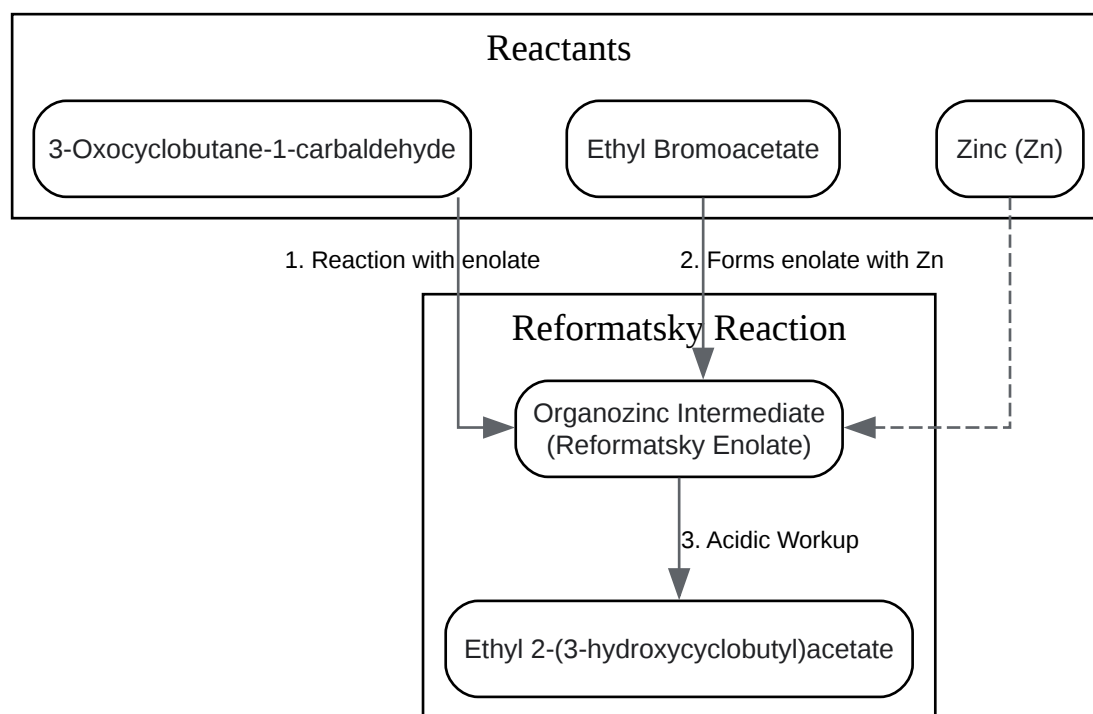 Reactants
3-Oxocyclobutane-1-carbaldehyde
Ethyl Bromoacetate
Zinc (Zn)
1. Reaction with enolate
2. Forms enolate with Zn
Reformatsky Reaction
Organozinc Intermediate
(Reformatsky Enolate)
3. Acidic Workup
Ethyl 2-(3-hydroxycyclobutyl)acetate